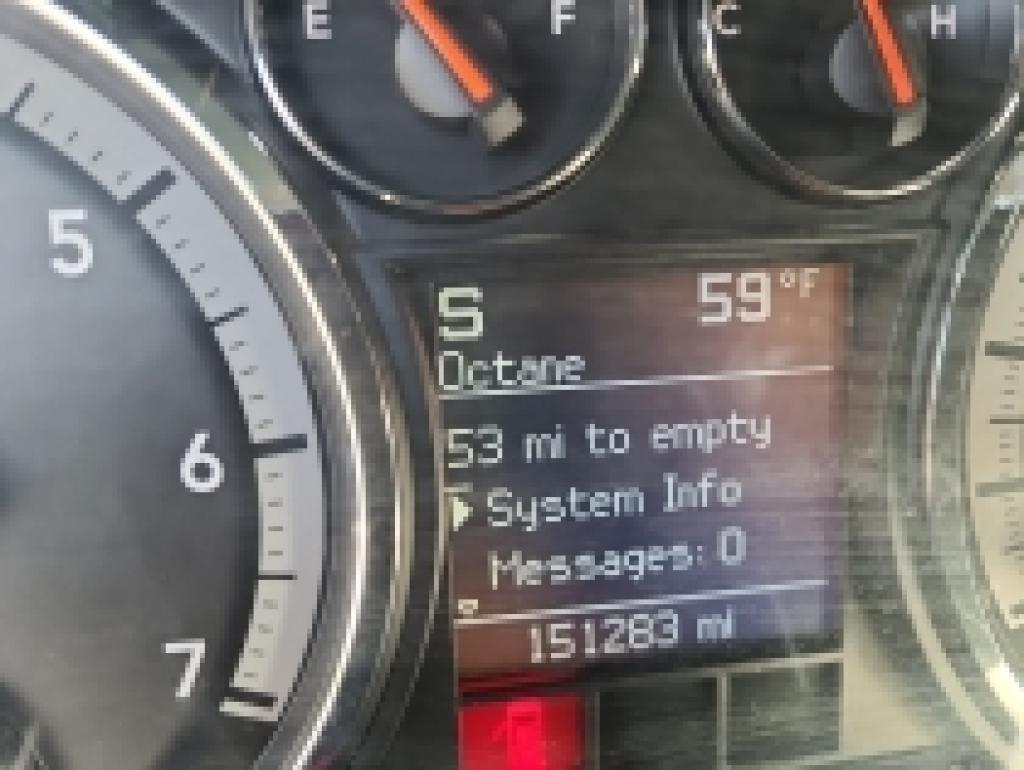 E F
C H
5
6
7
S 59°F
Octane
53 mi to empty
System Info
Messages: 0
151283 mi